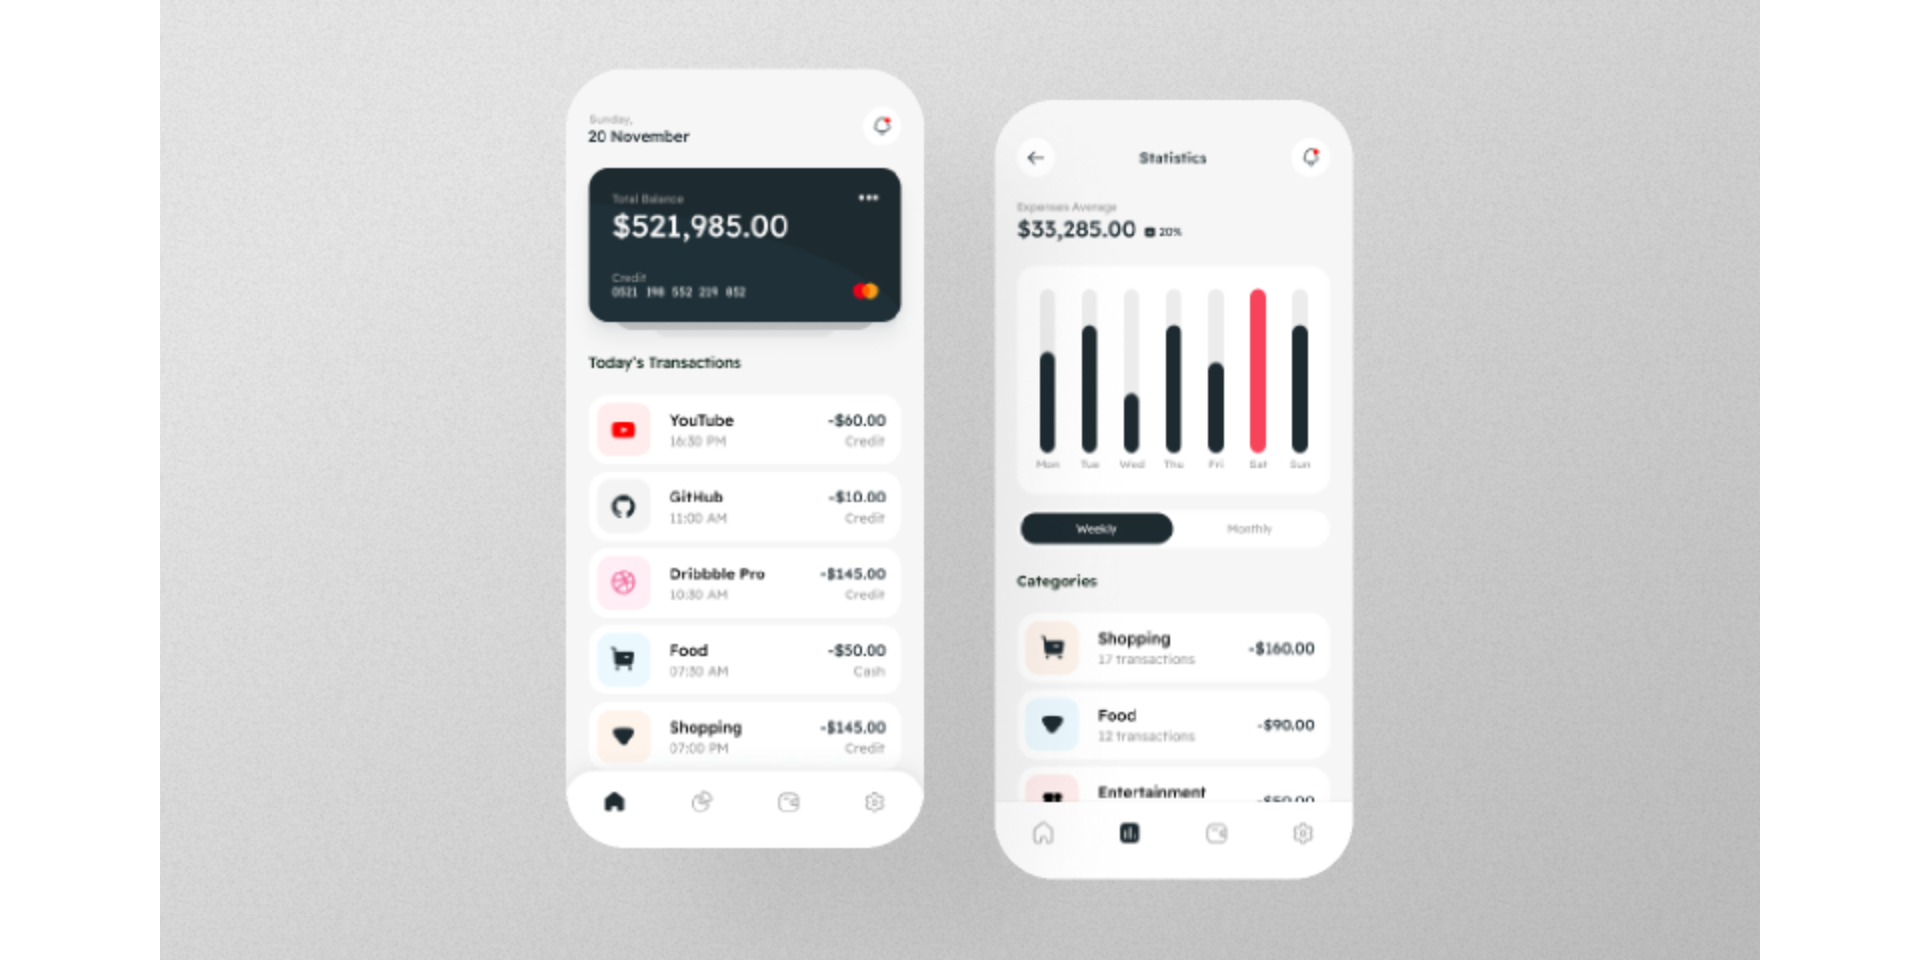 Sunday,
20 November
Total Balance
$521,985.00
Credit
0521 198 552 219 852
Today's Transactions
YouTube -$60.00
16:30 PM Credit
GitHub -$10.00
11:00 AM Credit
Dribbble Pro -$145.00
10:30 AM Credit
Food -$50.00
07:30 AM Cash
Shopping -$145.00
07:00 PM Credit
Statistics
Expenses Average
$33,285.00 20%
Mon Tue Wed Thu Fri Sat Sun
Weekly Monthly
Categories
Shopping
17 transactions
-$160.00
Food
12 transactions
-$90.00
Entertainment
-$50.00